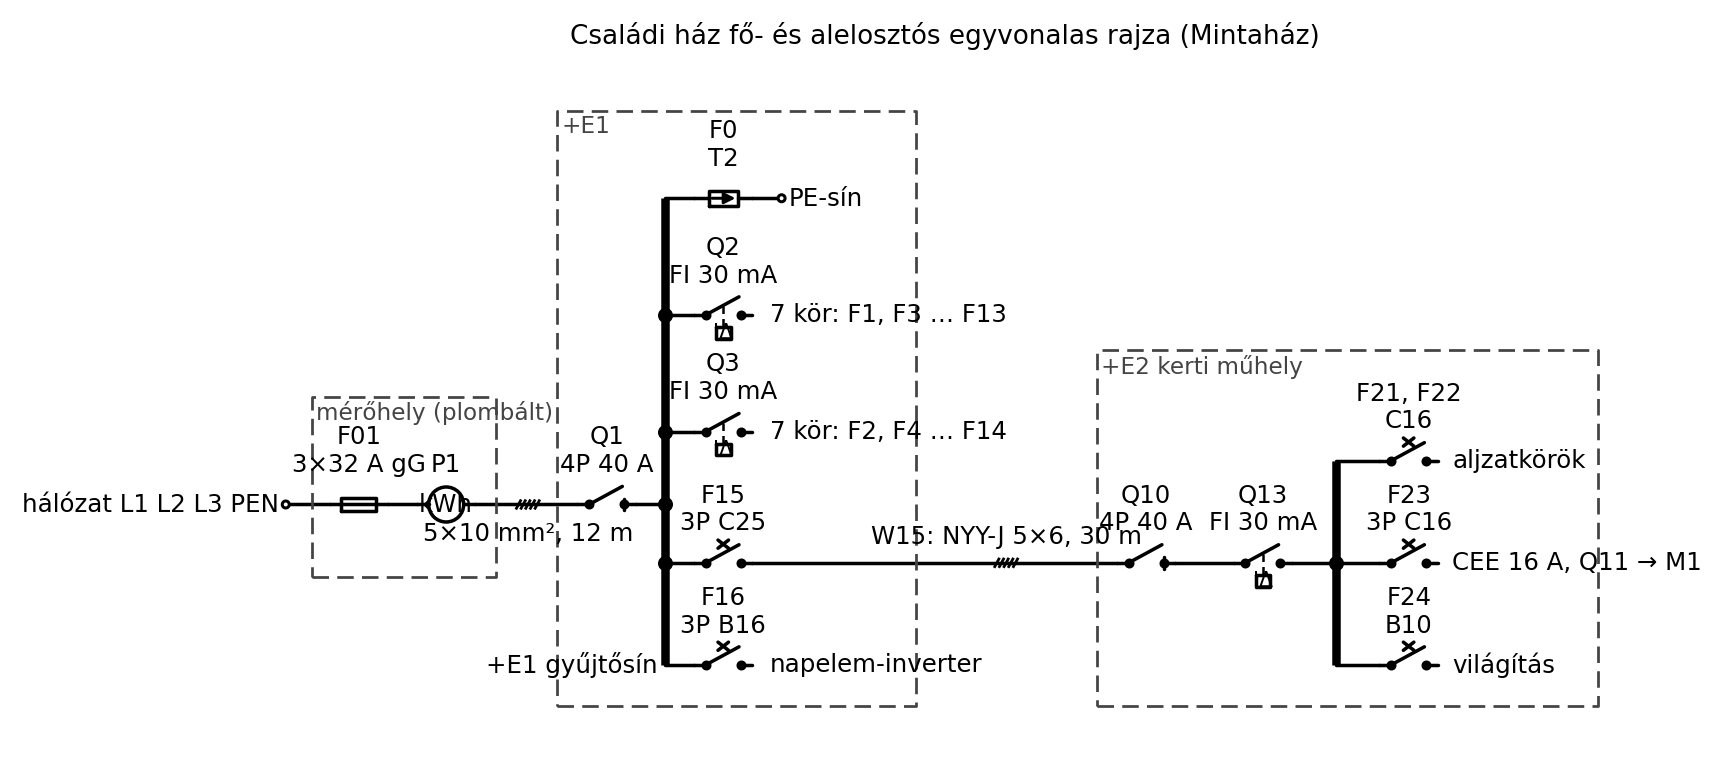 Családi ház fő- és alelosztós egyvonalas rajza (Mintaház)
+E1
F0
T2
PE-sín
Q2
FI 30 mA
7 kör: F1, F3 … F13
Q3
FI 30 mA
7 kör: F2, F4 … F14
mérőhely (plombált)
F01
3×32 A gG
P1
kWh
hálózat L1 L2 L3 PEN
5×10 mm², 12 m
Q1
4P 40 A
F15
3P C25
W15: NYY-J 5×6, 30 m
F16
3P B16
+E1 gyűjtősín
napelem-inverter
+E2 kerti műhely
Q10
4P 40 A
Q13
FI 30 mA
F21, F22
C16
aljzatkörök
F23
3P C16
CEE 16 A, Q11 → M1
F24
B10
világítás